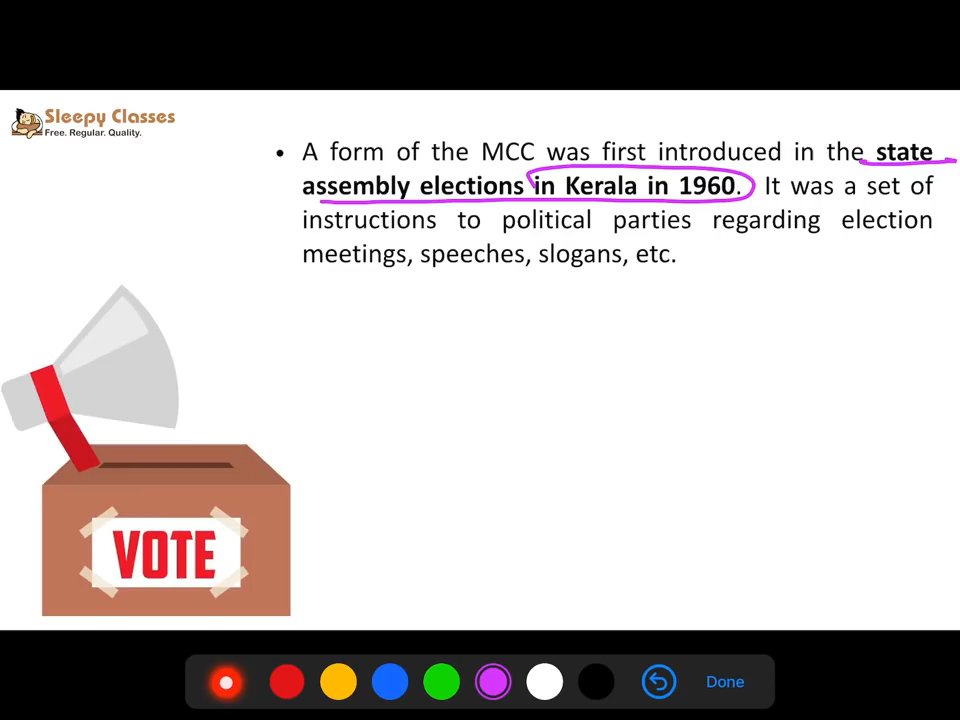 Sleepy Classes
Free. Regular. Quality.
• A form of the MCC was first introduced in the state
assembly elections in Kerala in 1960. It was a set of
instructions to political parties regarding election
meetings, speeches, slogans, etc.
VOTE
Done